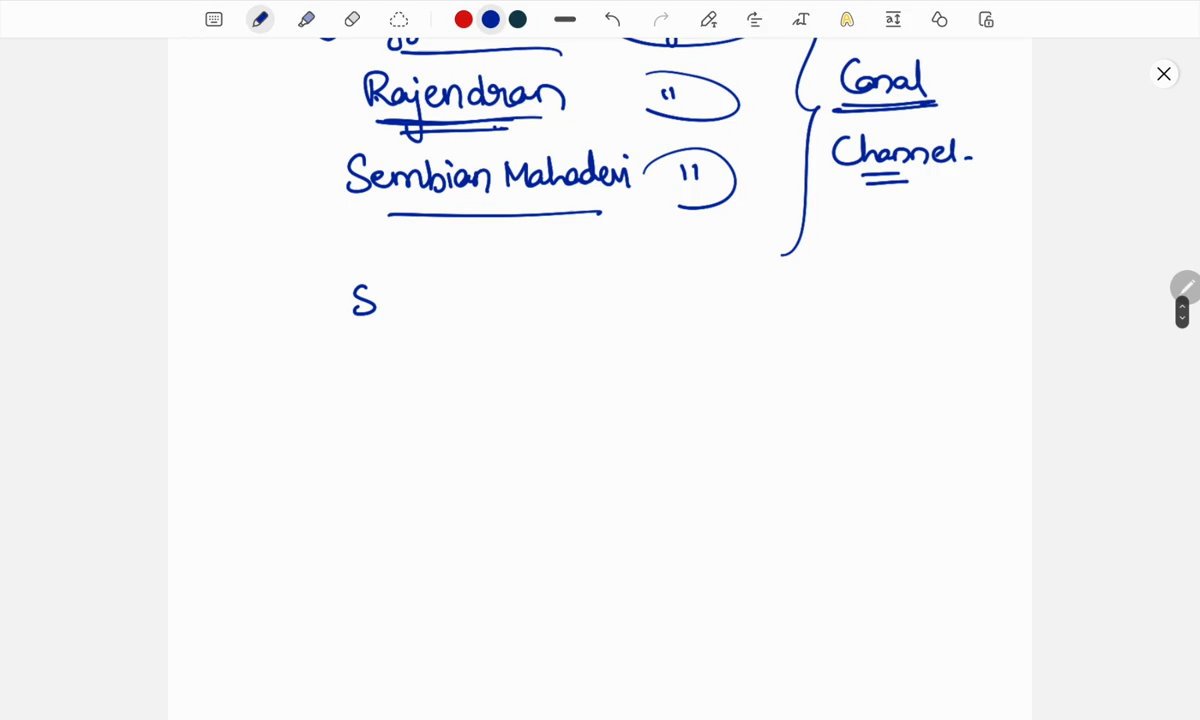 Rajendran " Canal
Channel.
Sembian Mahadevi "
S